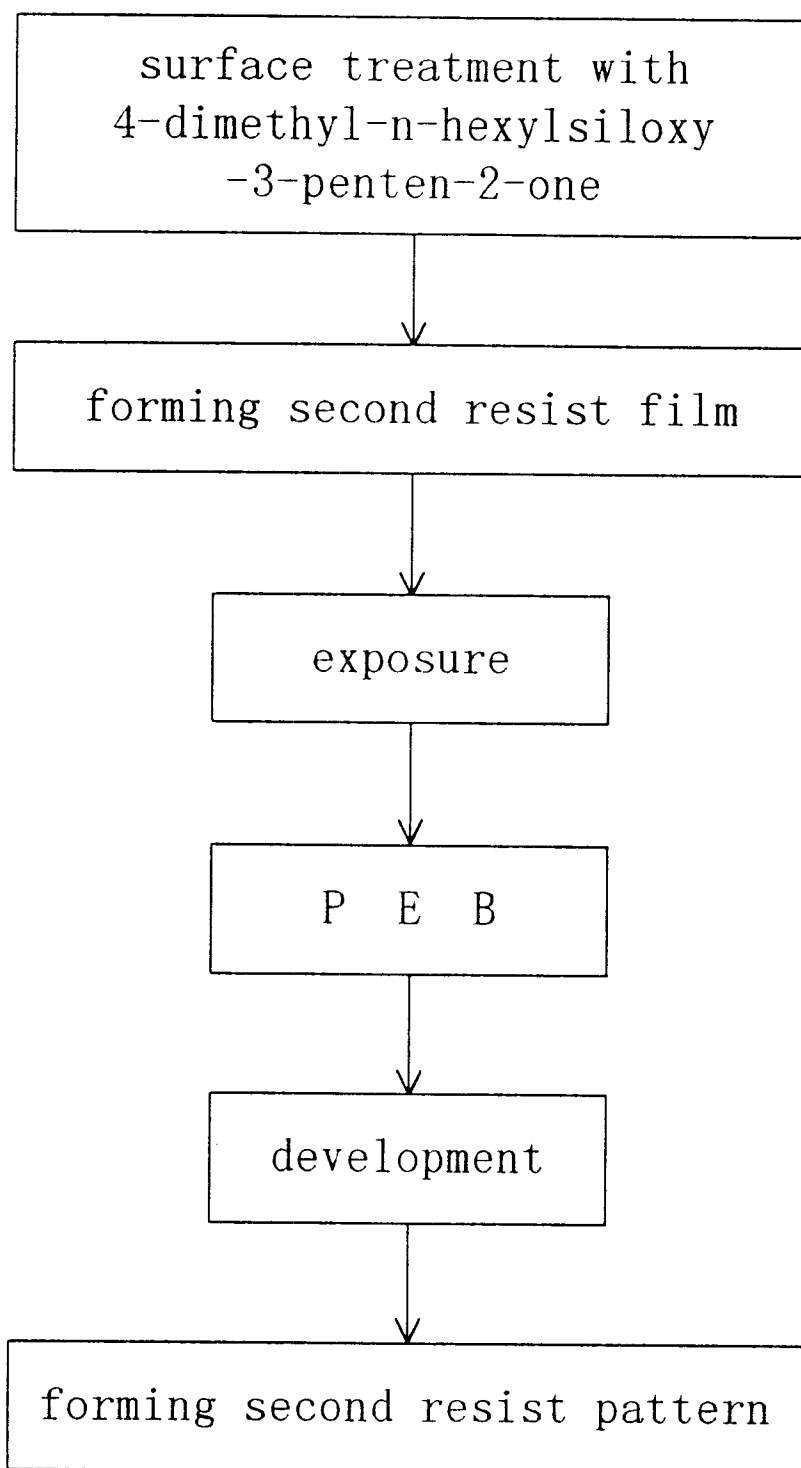 surface treatment with
4-dimethyl-n-hexylsiloxy
-3-penten-2-one
forming second resist film
exposure
P E B
development
forming second resist pattern